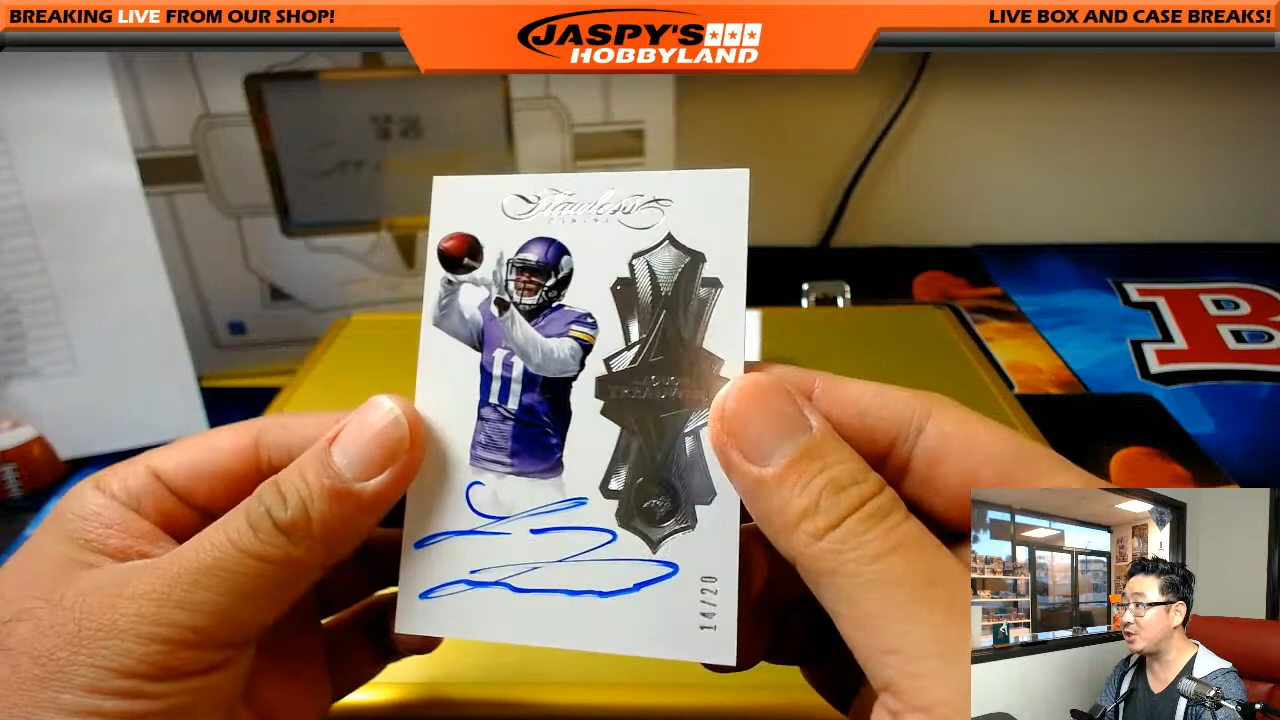 BREAKING LIVE FROM OUR SHOP!
JASPY'S
HOBBYLAND
LIVE BOX AND CASE BREAKS!
Flawless
11
14/20
B